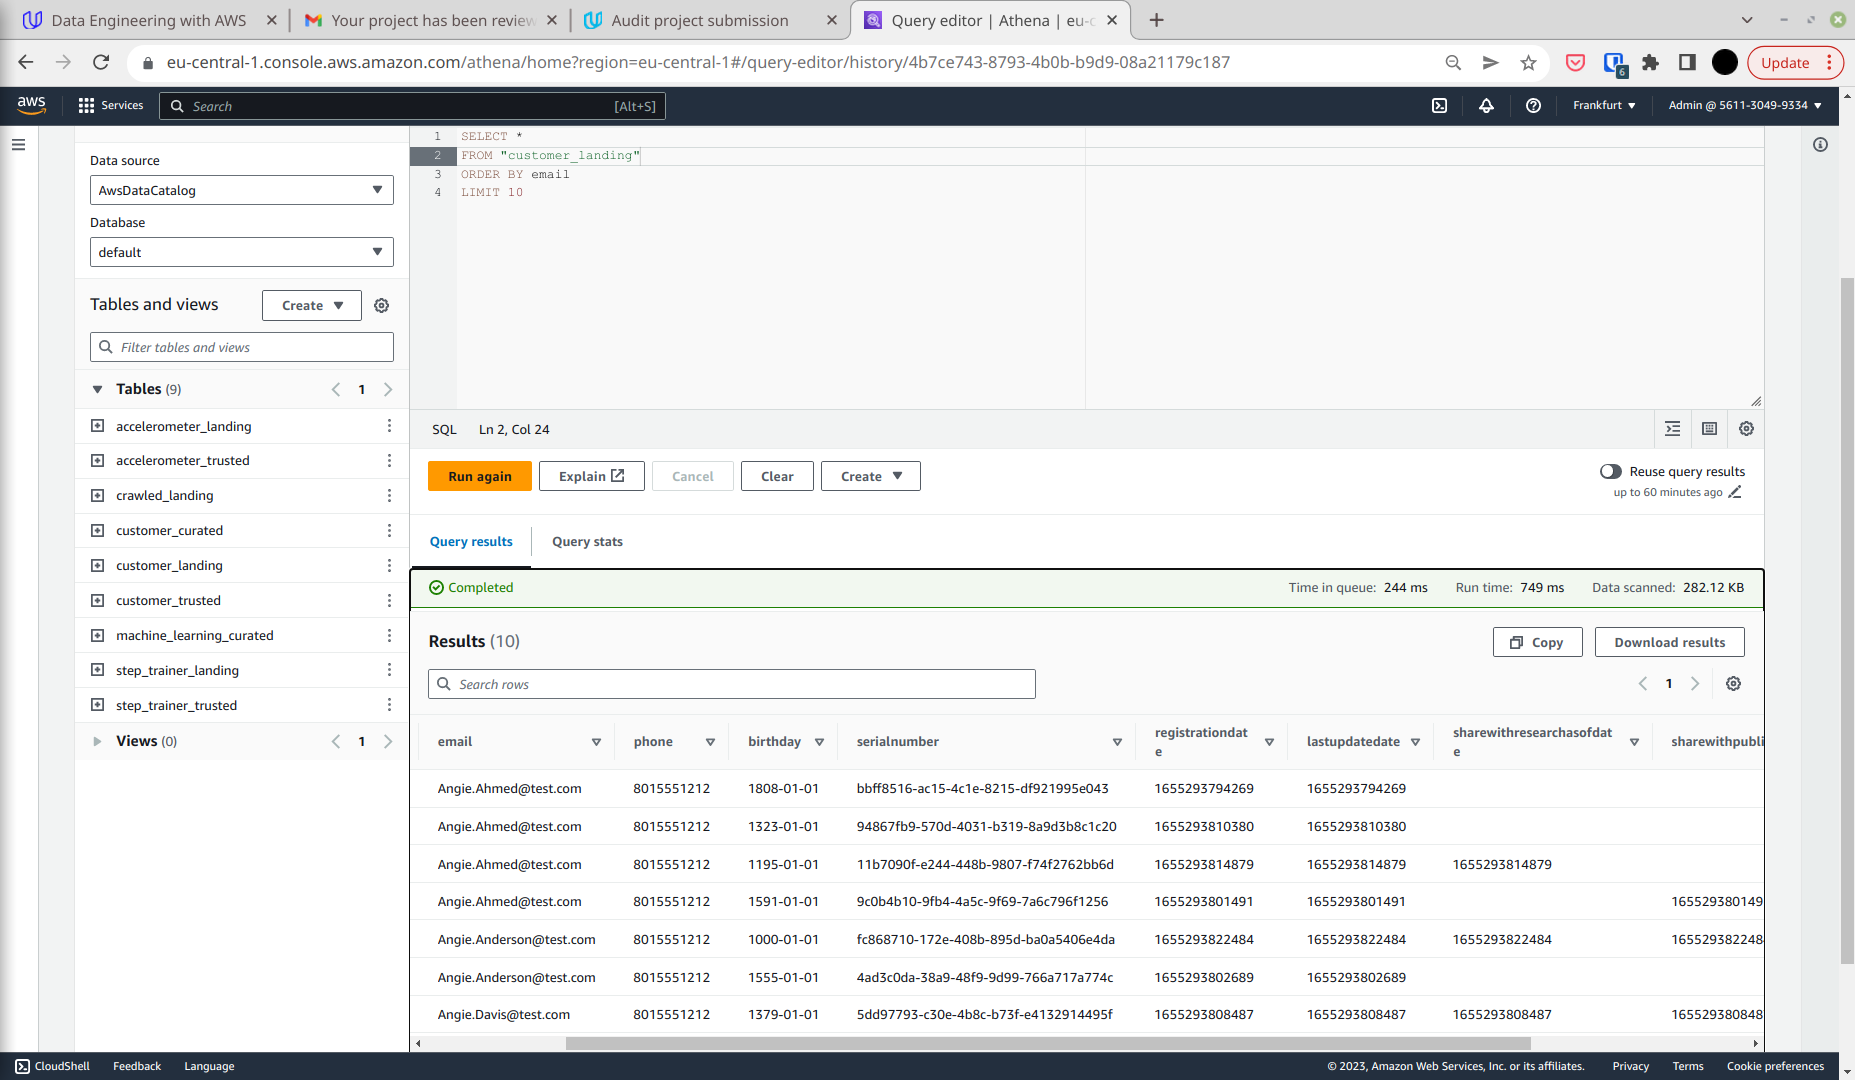 Data Engineering with AWS
Your project has been review
Audit project submission
Query editor | Athena | eu-c
eu-central-1.console.aws.amazon.com/athena/home?region=eu-central-1#/query-editor/history/4b7ce743-8793-4b0b-b9d9-08a21179c187
6
Update
aws
Services
Search
[Alt+S]
Frankfurt
Admin @ 5611-3049-9334
Data source
AwsDataCatalog
Database
default
Tables and views
Create
Filter tables and views
Tables (9)
1
accelerometer_landing
accelerometer_trusted
crawled_landing
customer_curated
customer_landing
customer_trusted
machine_learning_curated
step_trainer_landing
step_trainer_trusted
Views (0)
1
1 SELECT *
2 FROM "customer_landing"
3 ORDER BY email
4 LIMIT 10
SQL Ln 2, Col 24
Run again
Explain
Cancel
Clear
Create
Reuse query results
up to 60 minutes ago
Query results
Query stats
Completed
Time in queue: 244 ms Run time: 749 ms Data scanned: 282.12 KB
Results (10)
Copy
Download results
Search rows
1
email phone birthday serialnumber registrationdate lastupdatedate sharewithresearchasofdate sharewithpubli
Angie.Ahmed@test.com 8015551212 1808-01-01 bbff8516-ac15-4c1e-8215-df921995e043 1655293794269 1655293794269
Angie.Ahmed@test.com 8015551212 1323-01-01 94867fb9-570d-4031-b319-8a9d3b8c1c20 1655293810380 1655293810380
Angie.Ahmed@test.com 8015551212 1195-01-01 11b7090f-e244-448b-9807-f74f2762bb6d 1655293814879 1655293814879 1655293814879
Angie.Ahmed@test.com 8015551212 1591-01-01 9c0b4b10-9fb4-4a5c-9f69-7a6c796f1256 1655293801491 1655293801491 165529380149
Angie.Anderson@test.com 8015551212 1000-01-01 fc868710-172e-408b-895d-ba0a5406e4da 1655293822484 1655293822484 1655293822484 165529382248
Angie.Anderson@test.com 8015551212 1555-01-01 4ad3c0da-38a9-48f9-9d99-766a717a774c 1655293802689 1655293802689
Angie.Davis@test.com 8015551212 1379-01-01 5dd97793-c30e-4b8c-b73f-e4132914495f 1655293808487 1655293808487 1655293808487 165529380848
CloudShell Feedback Language
© 2023, Amazon Web Services, Inc. or its affiliates. Privacy Terms Cookie preferences